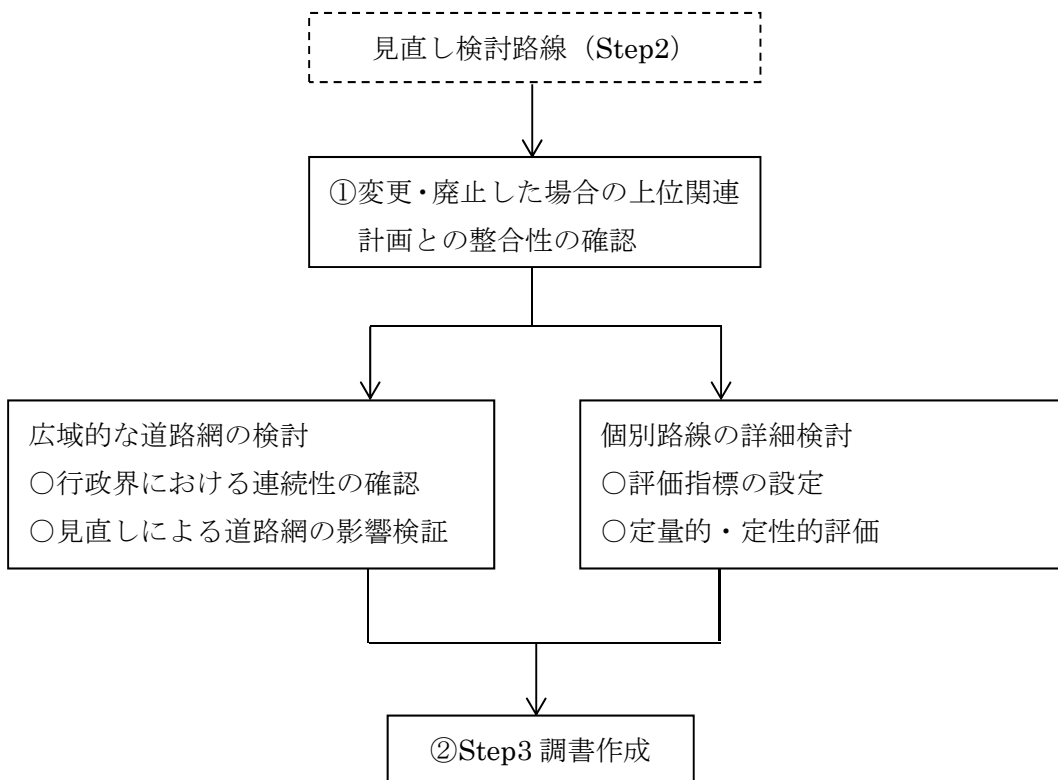 見直し検討路線（Step2）
①変更・廃止した場合の上位関連
計画との整合性の確認
広域的な道路網の検討
○行政界における連続性の確認
○見直しによる道路網の影響検証
個別路線の詳細検討
○評価指標の設定
○定量的・定性的評価
②Step3 調書作成